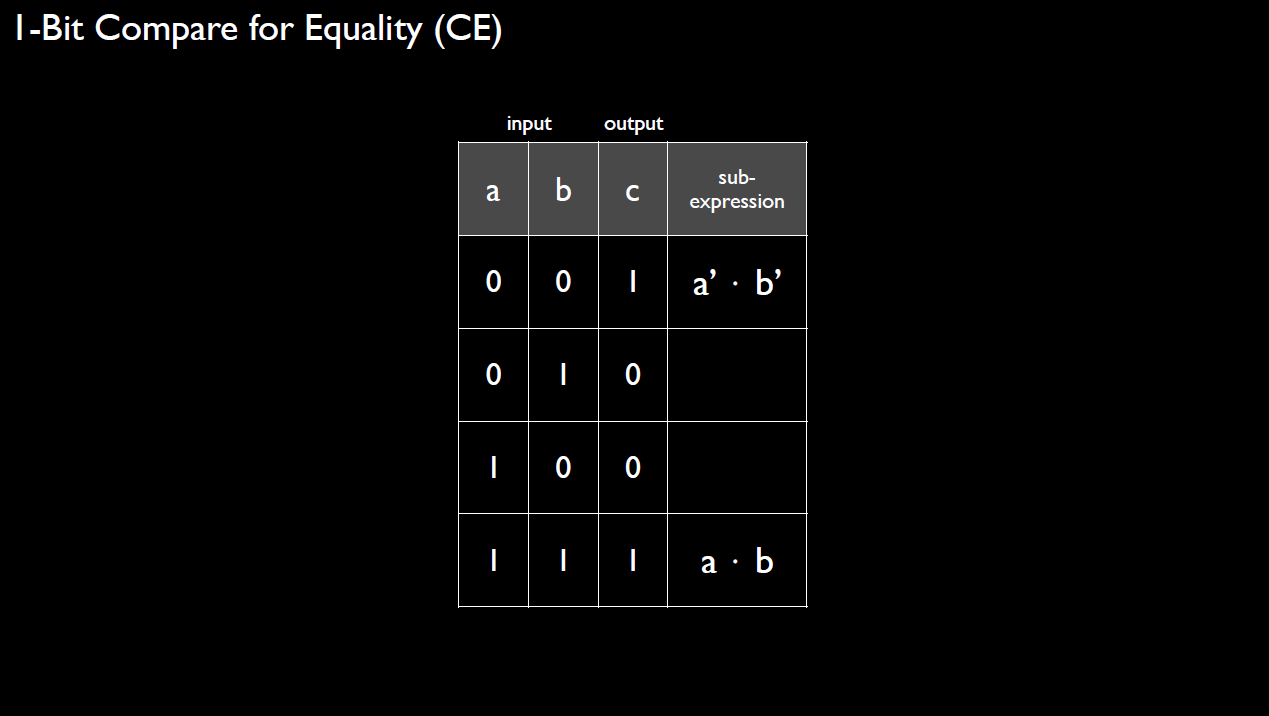 1-Bit Compare for Equality (CE)
input output
a b c sub-
expression
0 0 1 a’ · b’
0 1 0
1 0 0
1 1 1 a · b